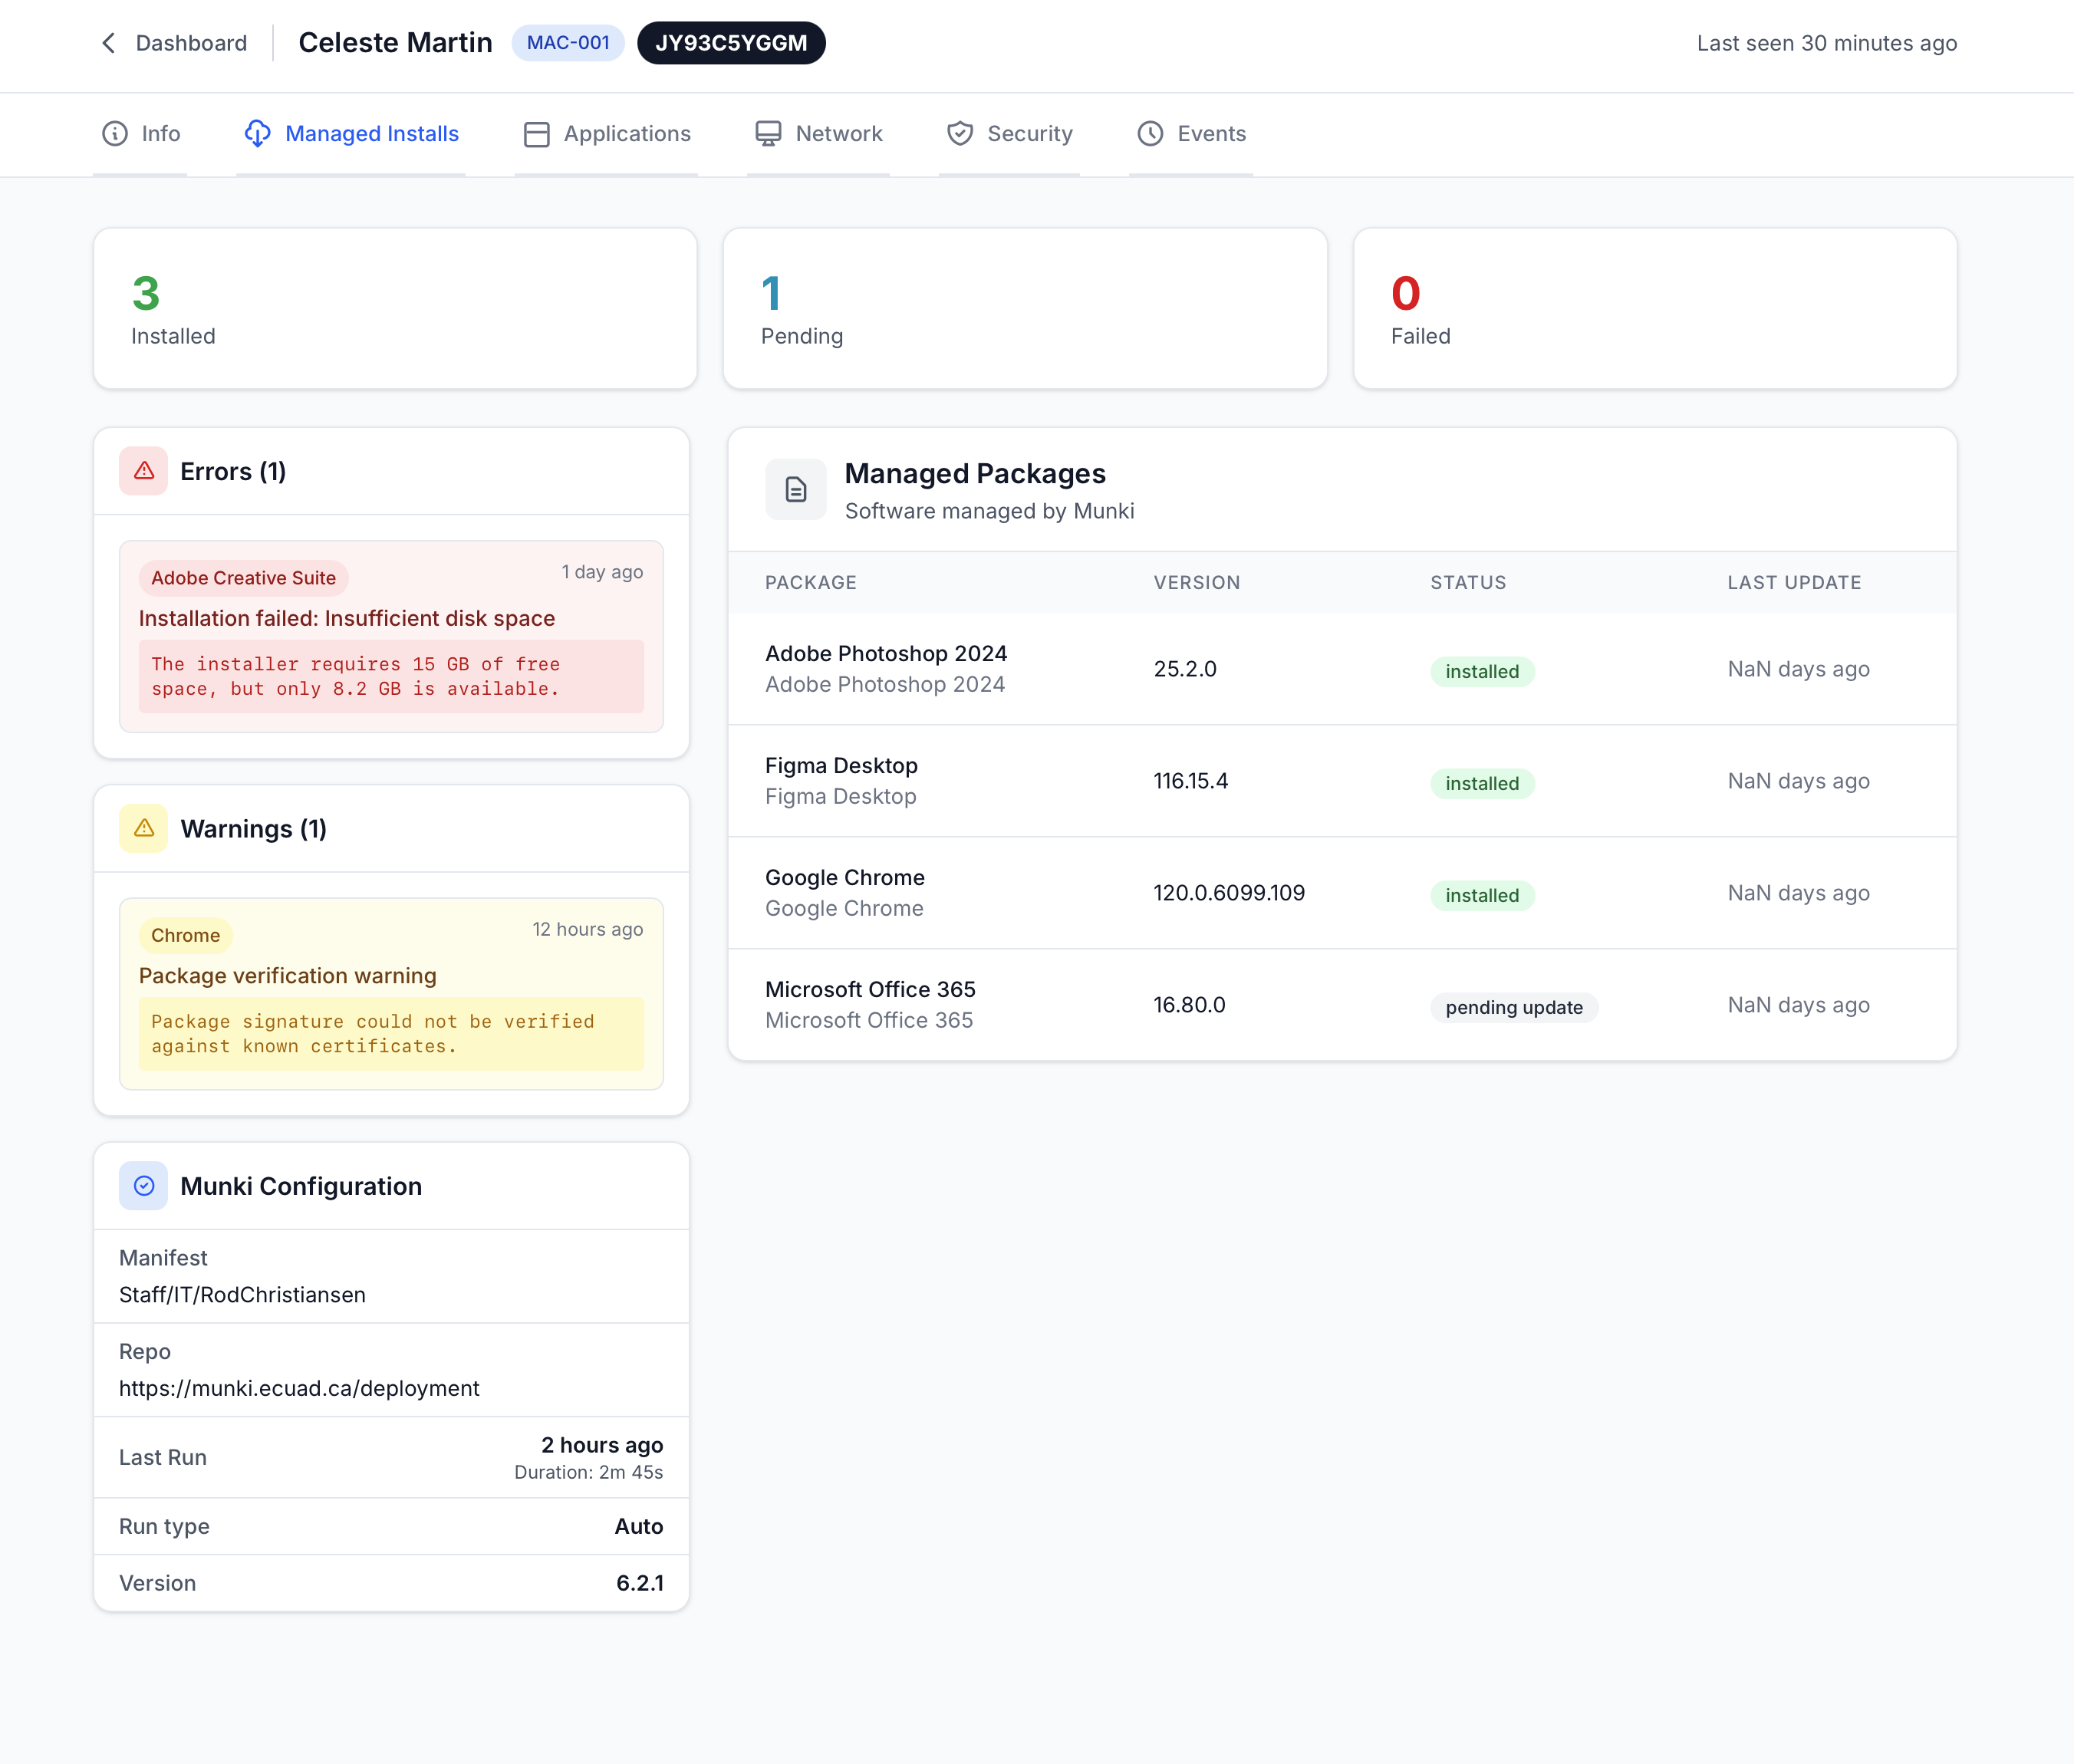 Dashboard
Celeste Martin
MAC-001
JY93C5YGGM
Last seen 30 minutes ago
Info
Managed Installs
Applications
Network
Security
Events
3
Installed
1
Pending
0
Failed
Errors (1)
Adobe Creative Suite
1 day ago
Installation failed: Insufficient disk space
The installer requires 15 GB of free
space, but only 8.2 GB is available.
Warnings (1)
Chrome
12 hours ago
Package verification warning
Package signature could not be verified
against known certificates.
Munki Configuration
Manifest
Staff/IT/RodChristiansen
Repo
https://munki.ecuad.ca/deployment
Last Run
2 hours ago
Duration: 2m 45s
Run type
Auto
Version
6.2.1
Managed Packages
Software managed by Munki
PACKAGE
VERSION
STATUS
LAST UPDATE
Adobe Photoshop 2024
Adobe Photoshop 2024
25.2.0
installed
NaN days ago
Figma Desktop
Figma Desktop
116.15.4
installed
NaN days ago
Google Chrome
Google Chrome
120.0.6099.109
installed
NaN days ago
Microsoft Office 365
Microsoft Office 365
16.80.0
pending update
NaN days ago